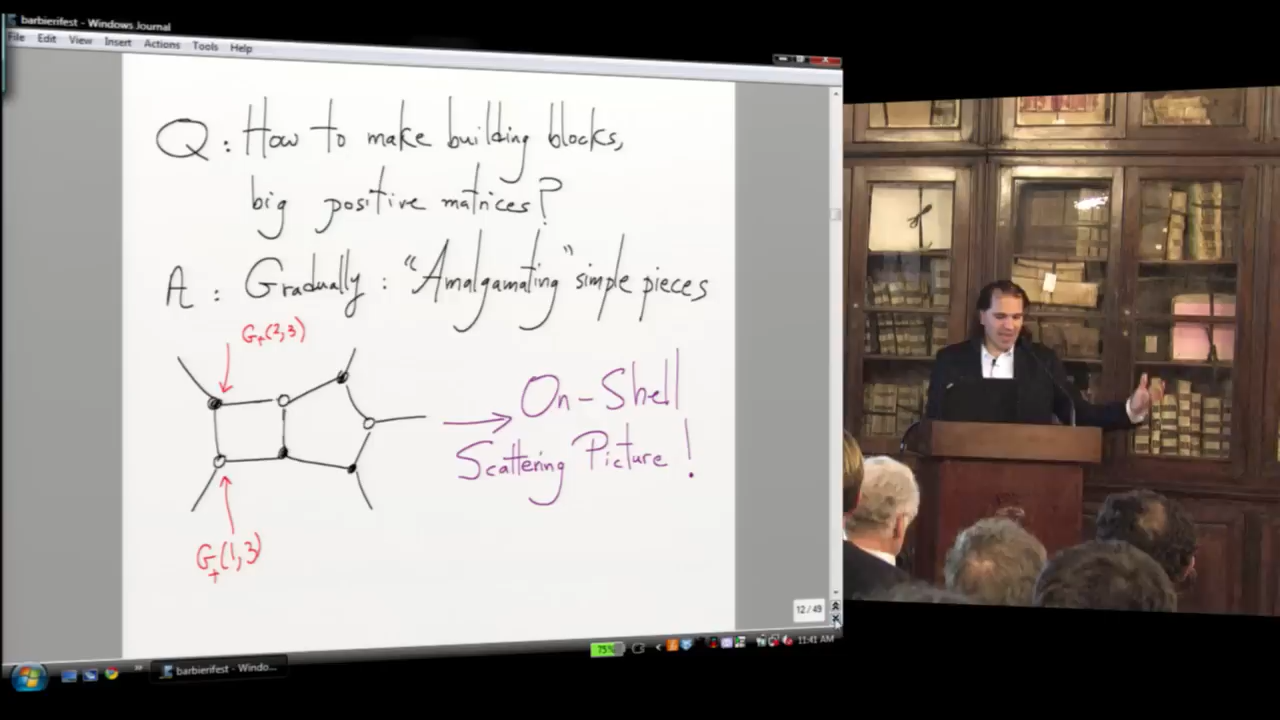 barbierifest - Windows Journal
File Edit View Insert Actions Tools Help
Q : How to make building blocks,
big positive matrices?
A : Gradually : "Amalgamating" simple pieces
G+(2,3)
On-Shell
Scattering Picture!
G+(1,3)
12 / 49
75%
11:41 AM
barbierifest - Windo...